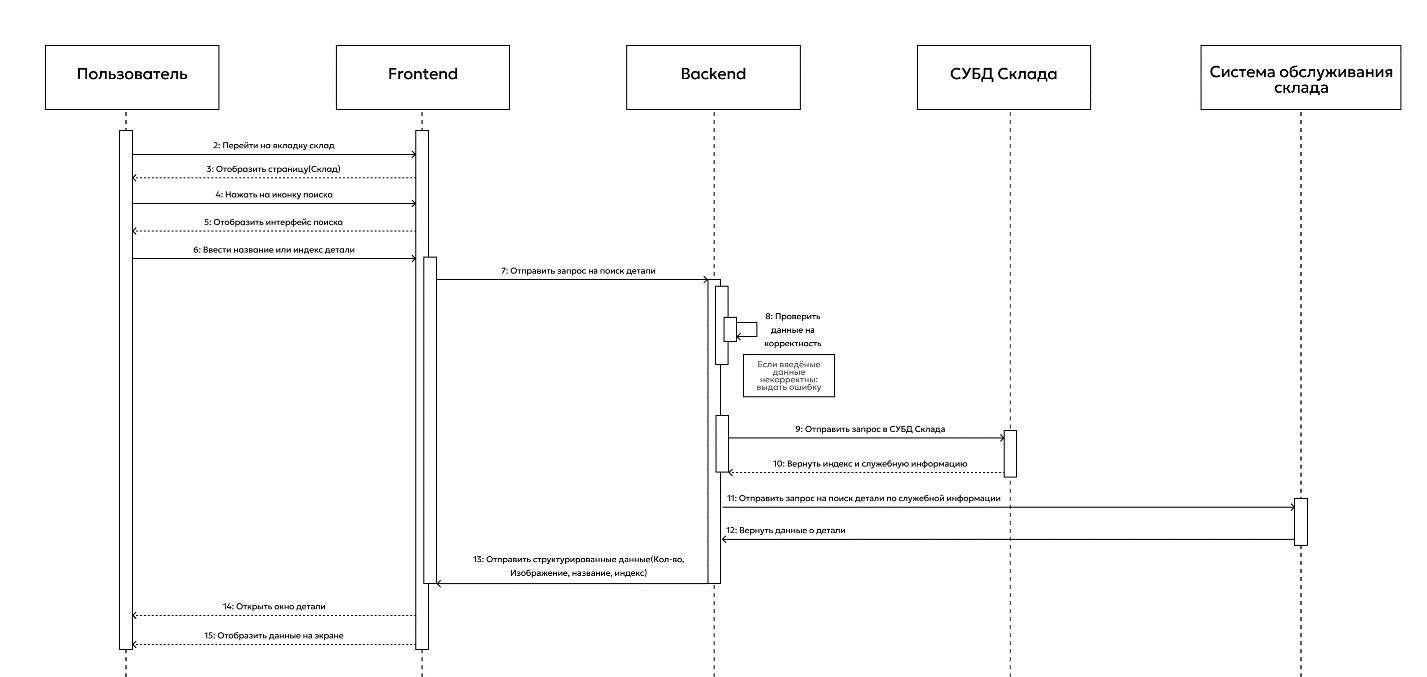 Пользователь
Frontend
Backend
СУБД Склада
Система обслуживания
склада
2: Перейти на вкладку склад
3: Отобразить страницу(Склад)
4: Нажать на иконку поиска
5: Отобразить интерфейс поиска
6: Ввести название или индекс детали
7: Отправить запрос на поиск детали
8: Проверить
данные на
корректность
Если введёные
данные
некорректны:
выдать ошибку
9: Отправить запрос в СУБД Склада
10: Вернуть индекс и служебную информацию
11: Отправить запрос на поиск детали по служебной информации
12: Вернуть данные о детали
13: Отправить структурированные данные(Кол-во,
Изображение, название, индекс)
14: Открыть окно детали
15: Отобразить данные на экране